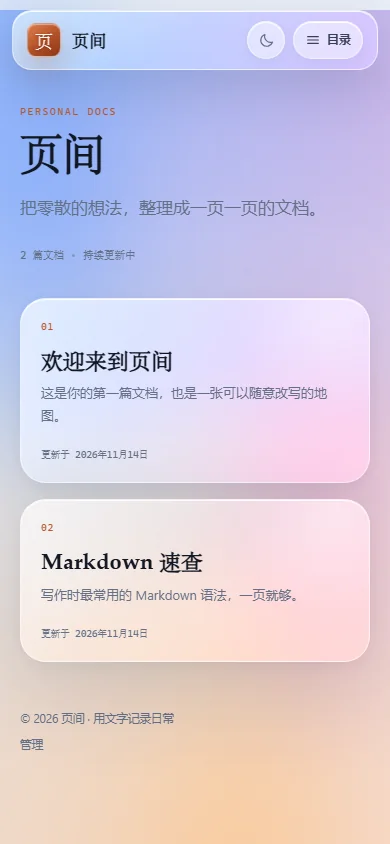 页 页间 目录
PERSONAL DOCS
页间
把零散的想法，整理成一页一页的文档。
2 篇文档 · 持续更新中
01
欢迎来到页间
这是你的第一篇文档，也是一张可以随意改写的地
图。
更新于 2026年11月14日
02
Markdown 速查
写作时最常用的 Markdown 语法，一页就够。
更新于 2026年11月14日
© 2026 页间 · 用文字记录日常
管理